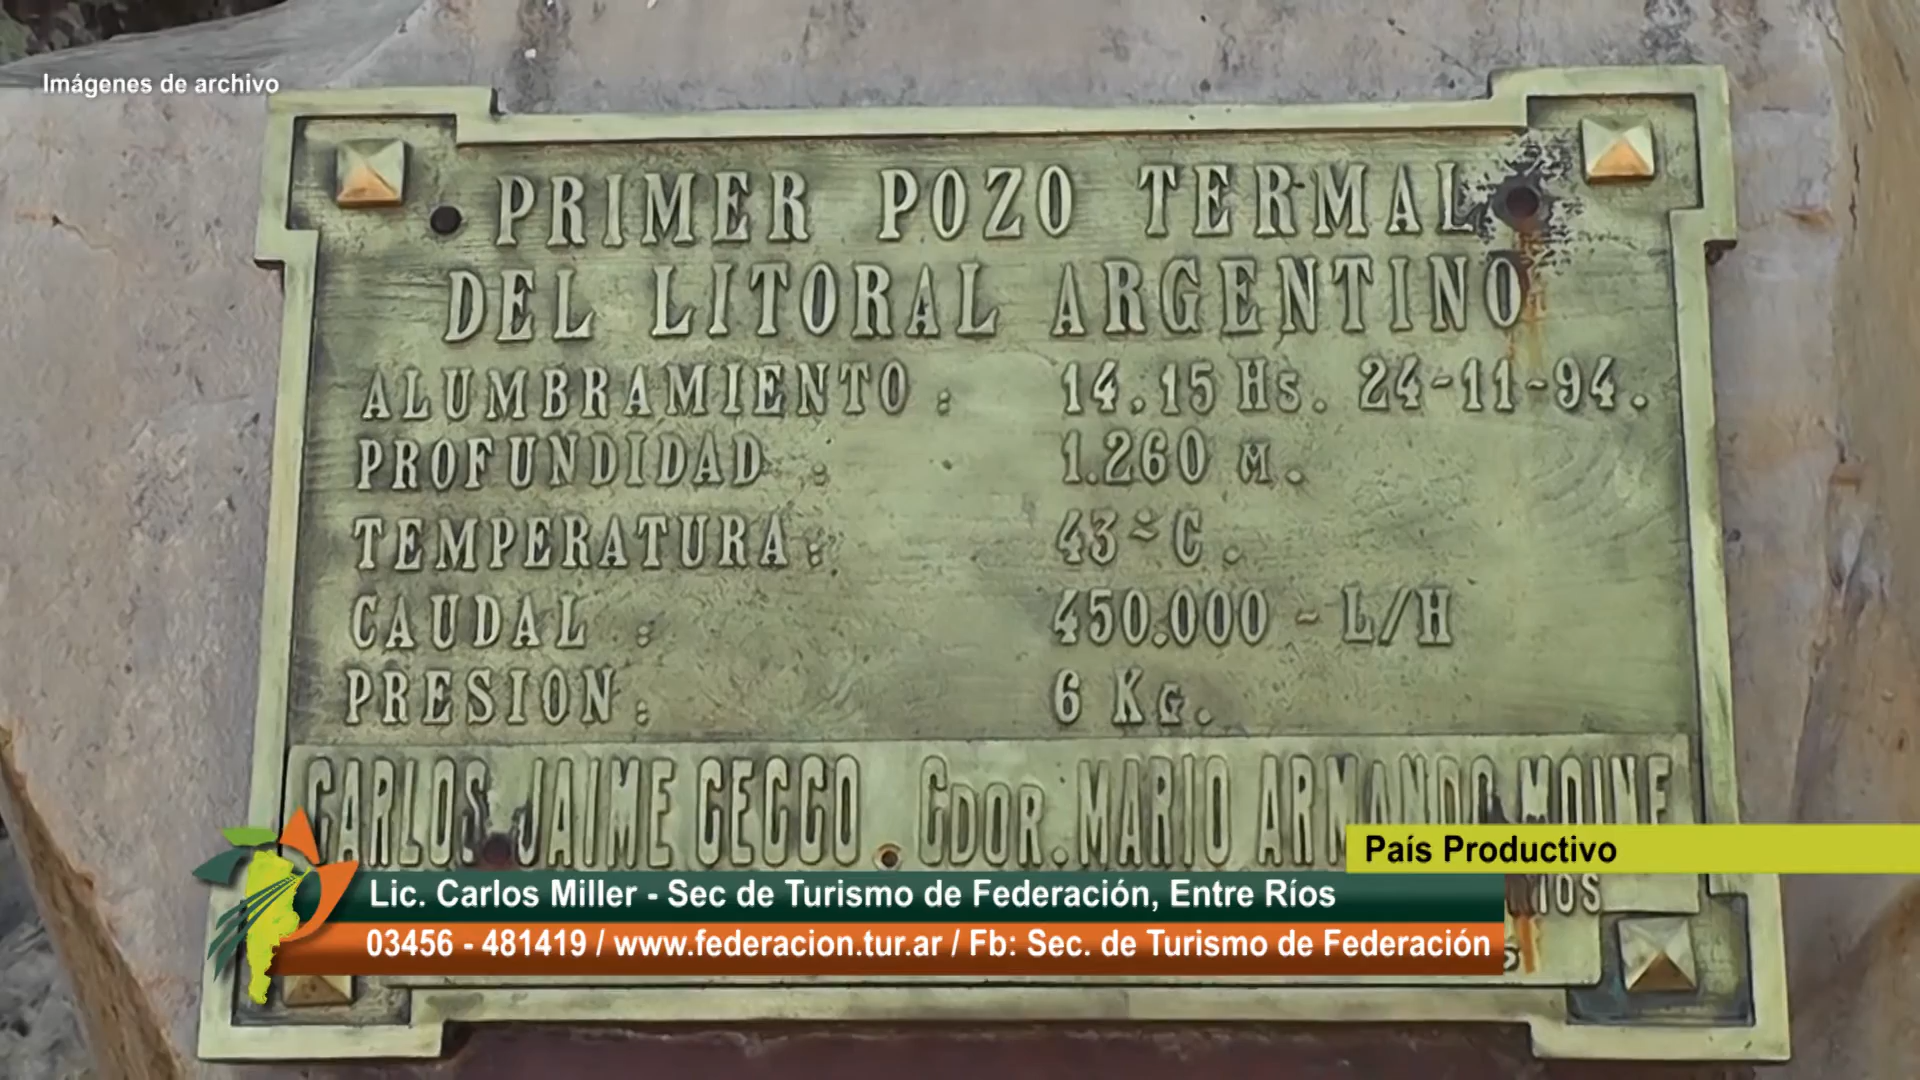 Imágenes de archivo
PRIMER POZO TERMAL
DEL LITORAL ARGENTINO
ALUMBRAMIENTO : 14.15 Hs. 24-11-94.
PROFUNDIDAD : 1.260 M.
TEMPERATURA : 43°C.
CAUDAL : 450.000 - L/H
PRESION : 6 KG.
CARLOS JAIME CECCO . CDOR. MARIO ARMANDO MOINE
País Productivo
Lic. Carlos Miller - Sec de Turismo de Federación, Entre Ríos
03456 - 481419 / www.federacion.tur.ar / Fb: Sec. de Turismo de Federación